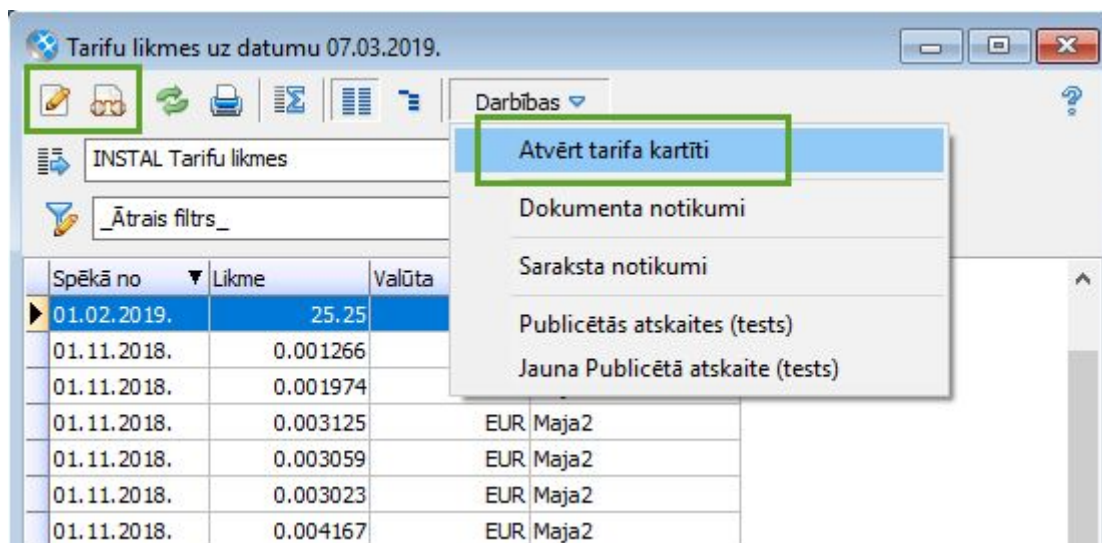 Tarifu likmes uz datumu 07.03.2019.
Darbības
INSTAL Tarifu likmes
_Ātrais filtrs_
Atvērt tarifa kartīti
Dokumenta notikumi
Saraksta notikumi
Publicētās atskaites (tests)
Jauna Publicētā atskaite (tests)
Spēkā no Likme Valūta
01.02.2019. 25.25
01.11.2018. 0.001266
01.11.2018. 0.001974
01.11.2018. 0.003125 EUR Maja2
01.11.2018. 0.003059 EUR Maja2
01.11.2018. 0.003023 EUR Maja2
01.11.2018. 0.004167 EUR Maja2